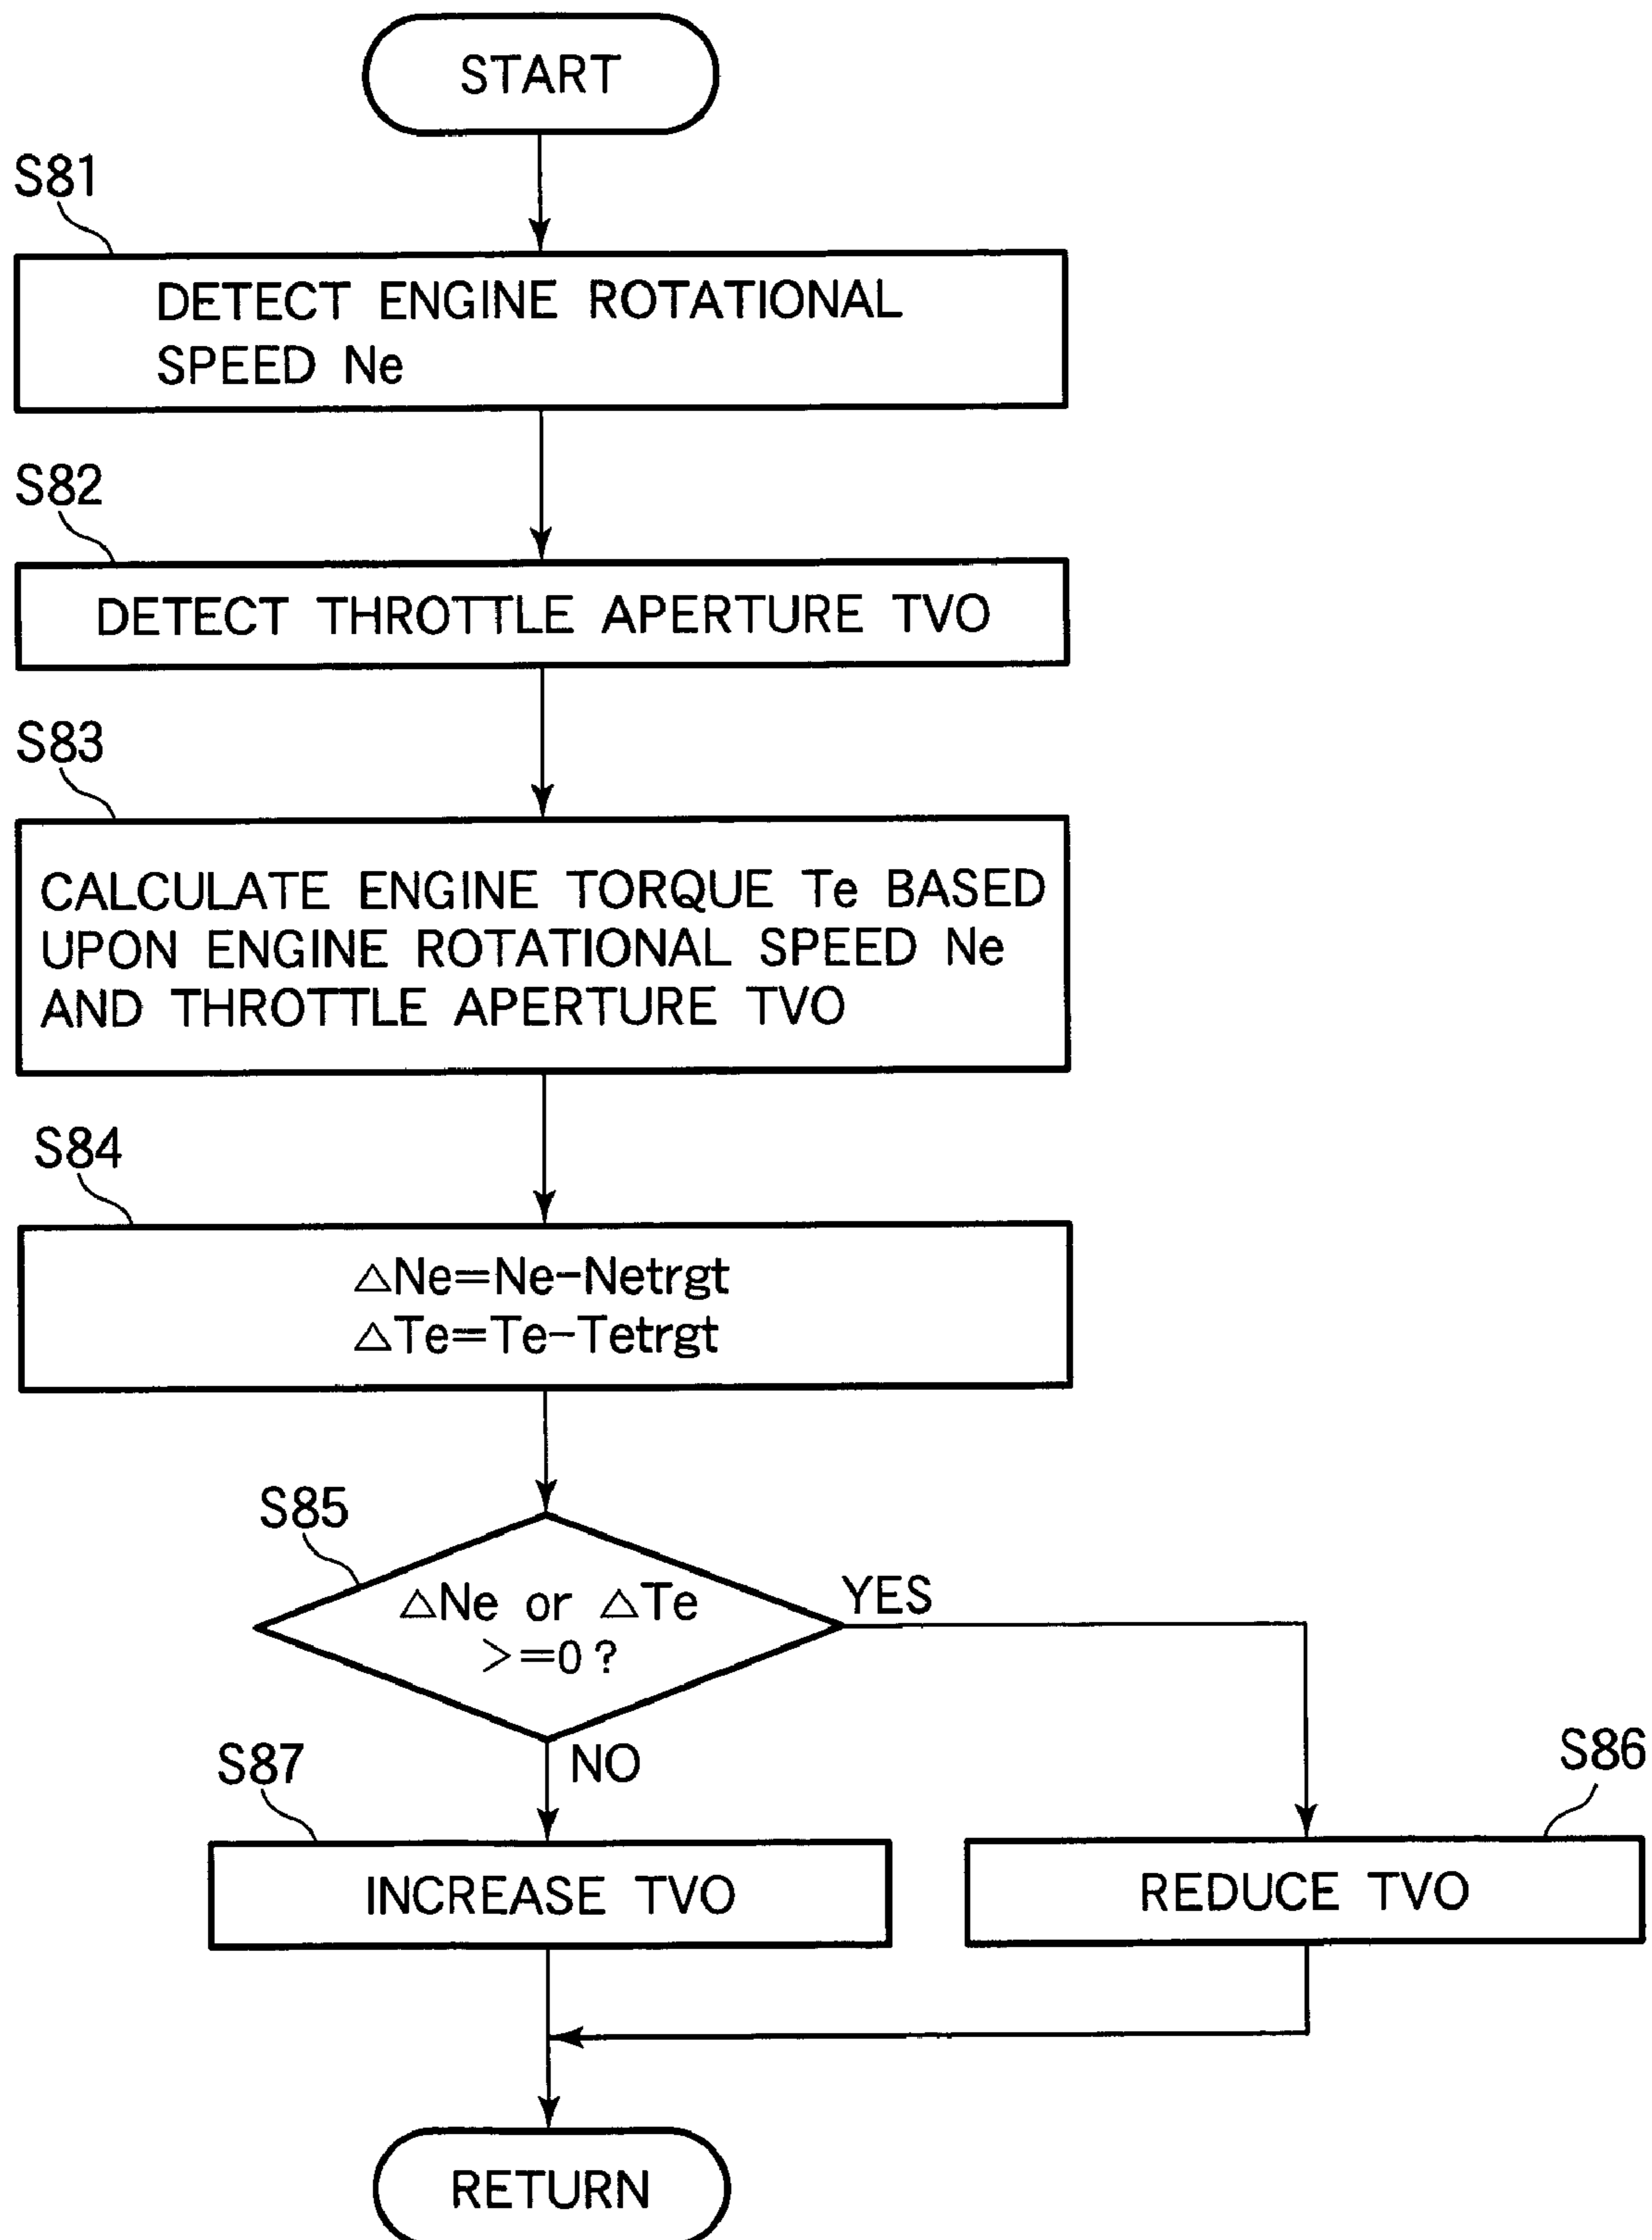 START
S81
DETECT ENGINE ROTATIONAL
SPEED Ne
S82
DETECT THROTTLE APERTURE TVO
S83
CALCULATE ENGINE TORQUE Te BASED
UPON ENGINE ROTATIONAL SPEED Ne
AND THROTTLE APERTURE TVO
S84
△Ne=Ne-Netrgt
△Te=Te-Tetrgt
S85
△Ne or △Te
>=0?
YES
NO
S87
S86
INCREASE TVO
REDUCE TVO
RETURN